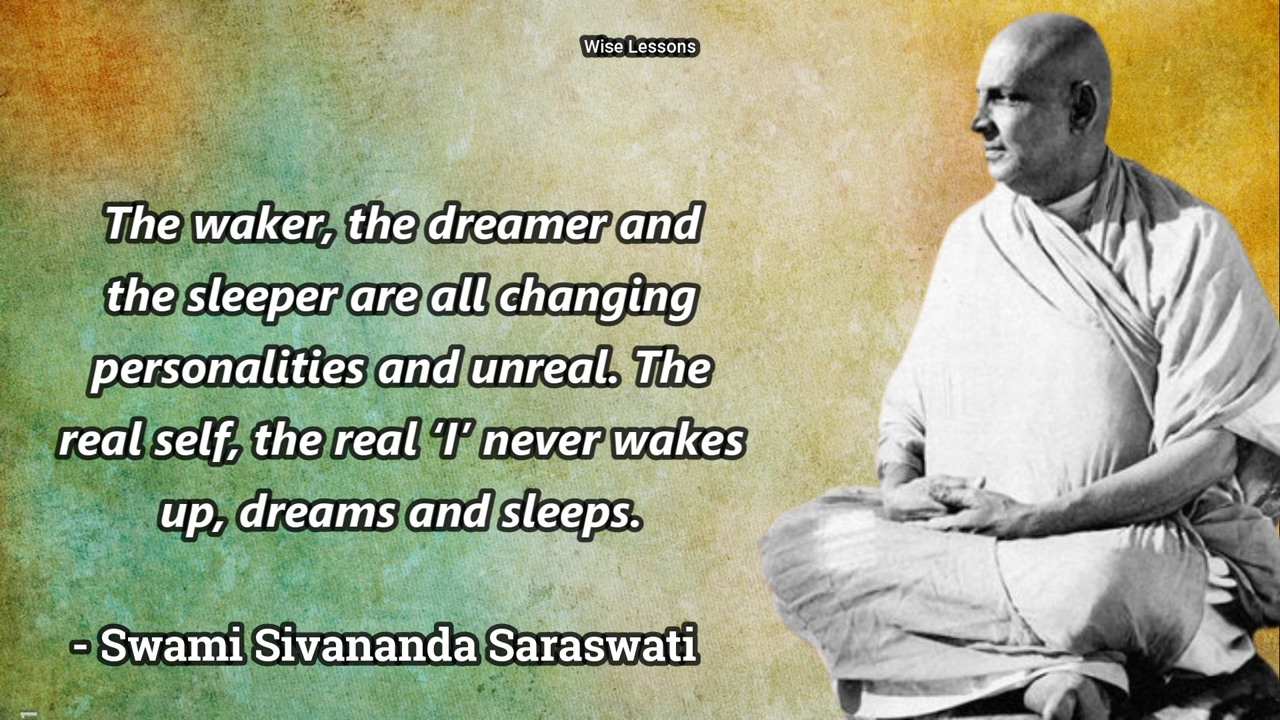 Wise Lessons
The waker, the dreamer and
the sleeper are all changing
personalities and unreal. The
real self, the real ‘I’ never wakes
up, dreams and sleeps.
- Swami Sivananda Saraswati